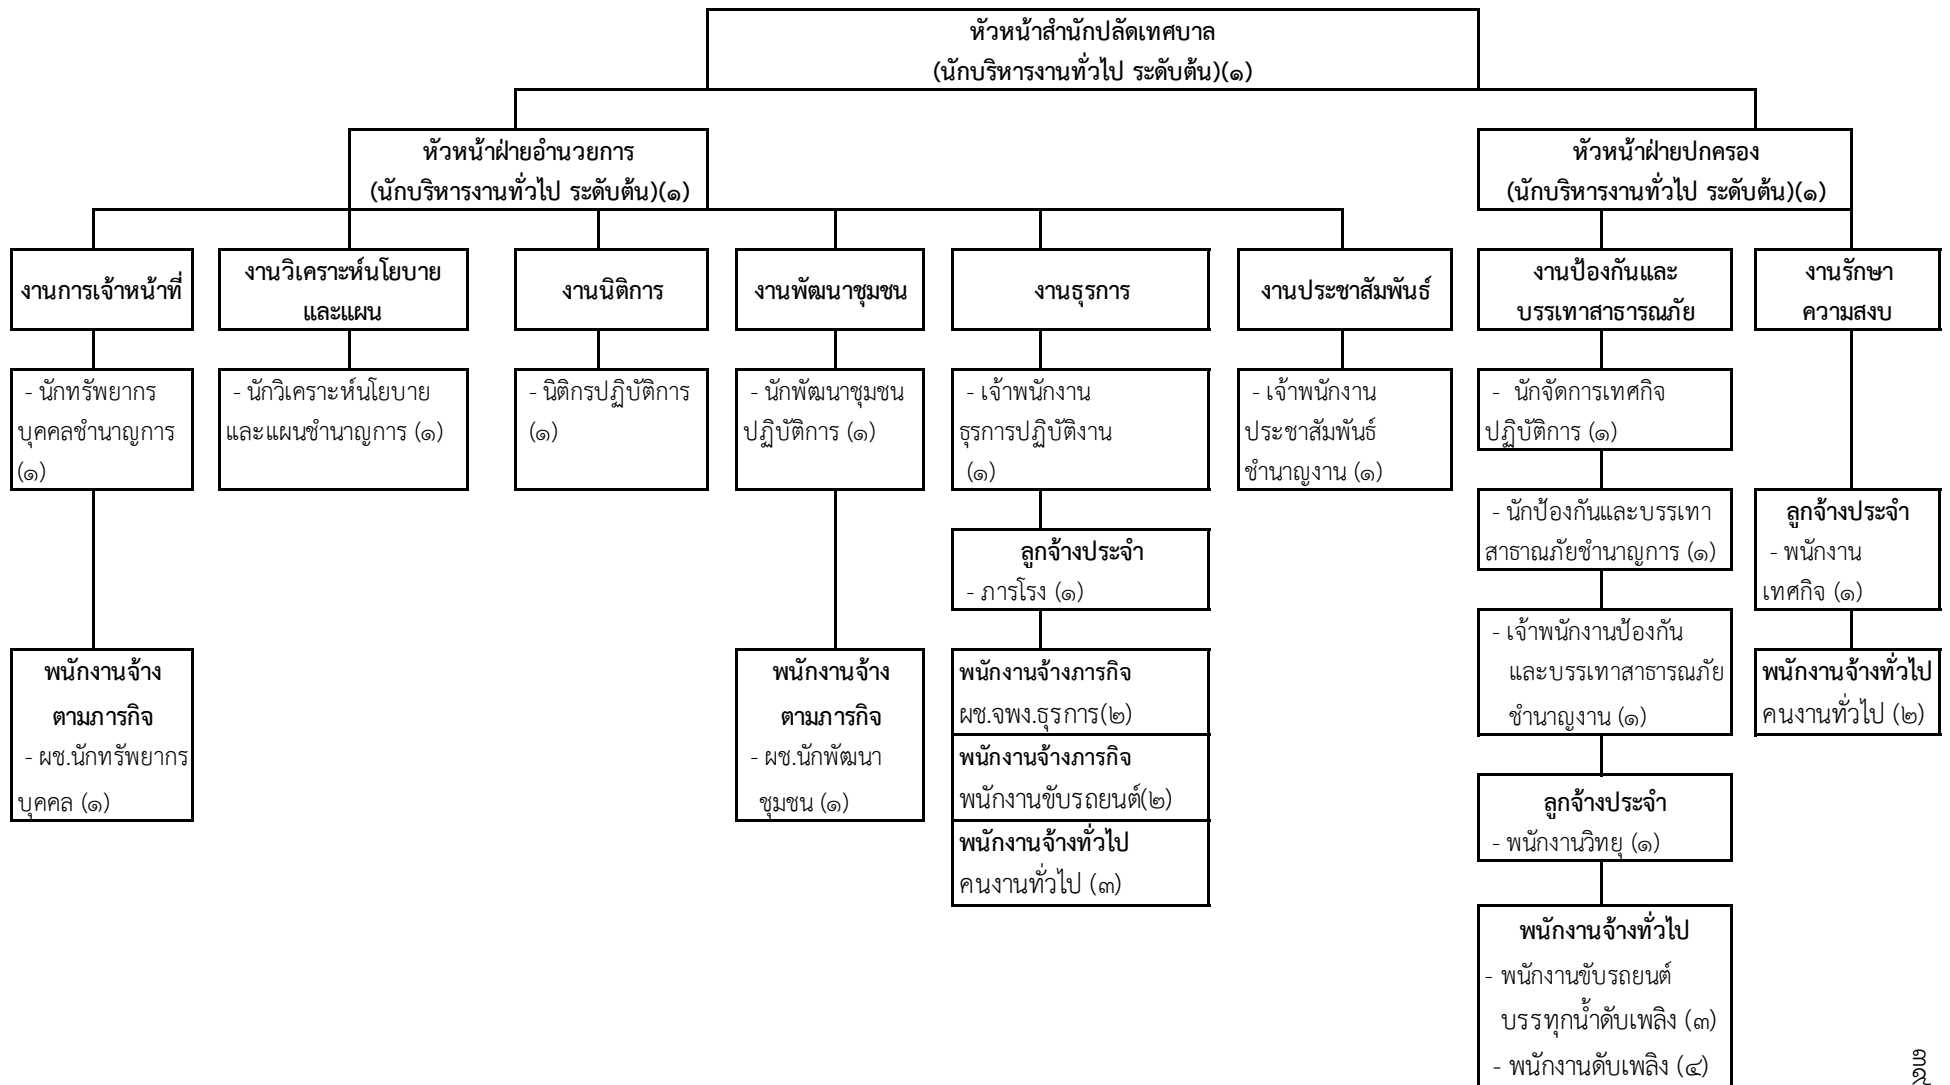 หัวหน้าสำนักปลัดเทศบาล
(นักบริหารงานทั่วไป ระดับต้น)(๑)
หัวหน้าฝ่ายอำนวยการ
(นักบริหารงานทั่วไป ระดับต้น)(๑)
หัวหน้าฝ่ายปกครอง
(นักบริหารงานทั่วไป ระดับต้น)(๑)
งานการเจ้าหน้าที่
งานวิเคราะห์นโยบาย
และแผน
งานนิติการ
งานพัฒนาชุมชน
งานธุรการ
งานประชาสัมพันธ์
งานป้องกันและ
บรรเทาสาธารณภัย
งานรักษา
ความสงบ
- นักทรัพยากร
บุคคลชำนาญการ
(๑)
- นักวิเคราะห์นโยบาย
และแผนชำนาญการ (๑)
- นิติกรปฏิบัติการ
(๑)
- นักพัฒนาชุมชน
ปฏิบัติการ (๑)
- เจ้าพนักงาน
ธุรการปฏิบัติงาน
(๑)
- เจ้าพนักงาน
ประชาสัมพันธ์
ชำนาญงาน (๑)
- นักจัดการเทศกิจ
ปฏิบัติการ (๑)
- นักป้องกันและบรรเทา
สาธาณภัยชำนาญการ (๑)
ลูกจ้างประจำ
- พนักงาน
เทศกิจ (๑)
ลูกจ้างประจำ
- ภารโรง (๑)
- เจ้าพนักงานป้องกัน
และบรรเทาสาธารณภัย
ชำนาญงาน (๑)
พนักงานจ้าง
ตามภารกิจ
- ผช.นักทรัพยากร
บุคคล (๑)
พนักงานจ้าง
ตามภารกิจ
- ผช.นักพัฒนา
ชุมชน (๑)
พนักงานจ้างภารกิจ
ผช.จพง.ธุรการ(๒)
พนักงานจ้างภารกิจ
พนักงานขับรถยนต์(๒)
พนักงานจ้างทั่วไป
คนงานทั่วไป (๓)
พนักงานจ้างทั่วไป
คนงานทั่วไป (๒)
ลูกจ้างประจำ
- พนักงานวิทยุ (๑)
พนักงานจ้างทั่วไป
- พนักงานขับรถยนต์
บรรทุกน้ำดับเพลิง (๓)
- พนักงานดับเพลิง (๔)